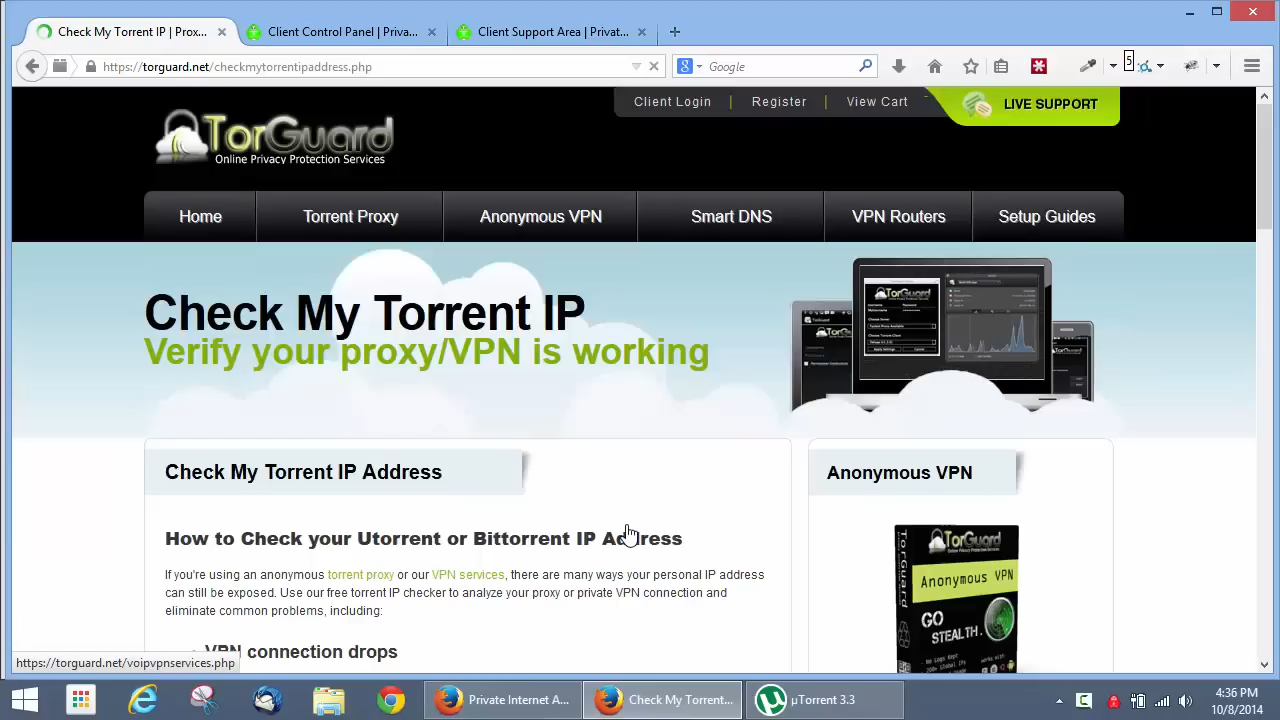 Check My Torrent IP | Prox...
Client Control Panel | Priva...
Client Support Area | Privat...
https://torguard.net/checkmytorrentipaddress.php
Google
5
Client Login | Register | View Cart
LIVE SUPPORT
TorGuard
Online Privacy Protection Services
Home
Torrent Proxy
Anonymous VPN
Smart DNS
VPN Routers
Setup Guides
Check My Torrent IP
Verify your proxy/VPN is working
TorGuard
Check My Torrent IP Address
Anonymous VPN
How to Check your Utorrent or Bittorrent IP Address
If you're using an anonymous torrent proxy or our VPN services, there are many ways your personal IP address
can still be exposed. Use our free torrent IP checker to analyze your proxy or private VPN connection and
eliminate common problems, including:
VPN connection drops
TorGuard
TorGuard
Anonymous VPN
GO
STEALTH.
https://torguard.net/voipvpnservices.php
Private Internet A...
Check My Torrent...
µTorrent 3.3
4:36 PM
10/8/2014